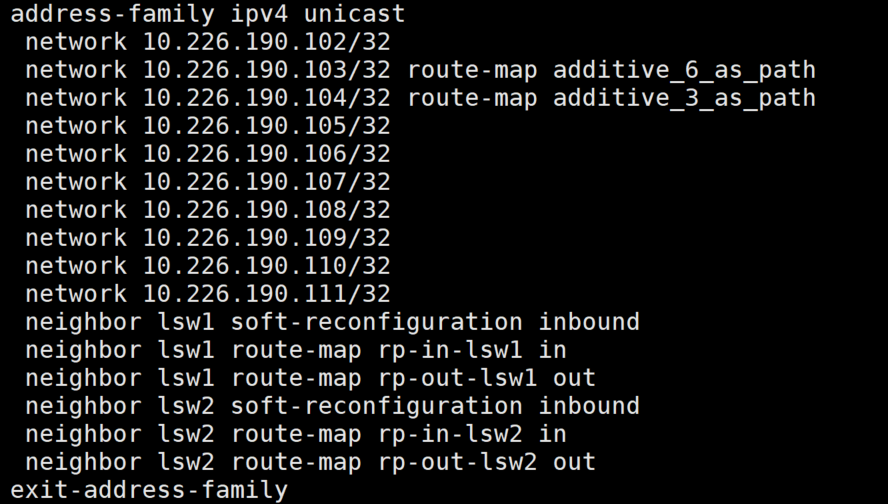 address-family ipv4 unicast
network 10.226.190.102/32
network 10.226.190.103/32 route-map additive_6_as_path
network 10.226.190.104/32 route-map additive_3_as_path
network 10.226.190.105/32
network 10.226.190.106/32
network 10.226.190.107/32
network 10.226.190.108/32
network 10.226.190.109/32
network 10.226.190.110/32
network 10.226.190.111/32
neighbor lsw1 soft-reconfiguration inbound
neighbor lsw1 route-map rp-in-lsw1 in
neighbor lsw1 route-map rp-out-lsw1 out
neighbor lsw2 soft-reconfiguration inbound
neighbor lsw2 route-map rp-in-lsw2 in
neighbor lsw2 route-map rp-out-lsw2 out
exit-address-family